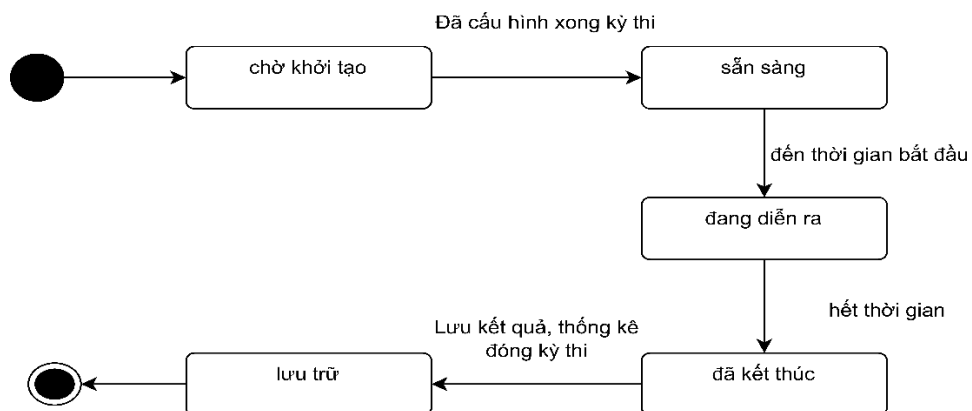 Đã cấu hình xong kỳ thi
chờ khởi tạo
sẵn sàng
đến thời gian bắt đầu
đang diễn ra
hết thời gian
Lưu kết quả, thống kê
đóng kỳ thi
lưu trữ
đã kết thúc